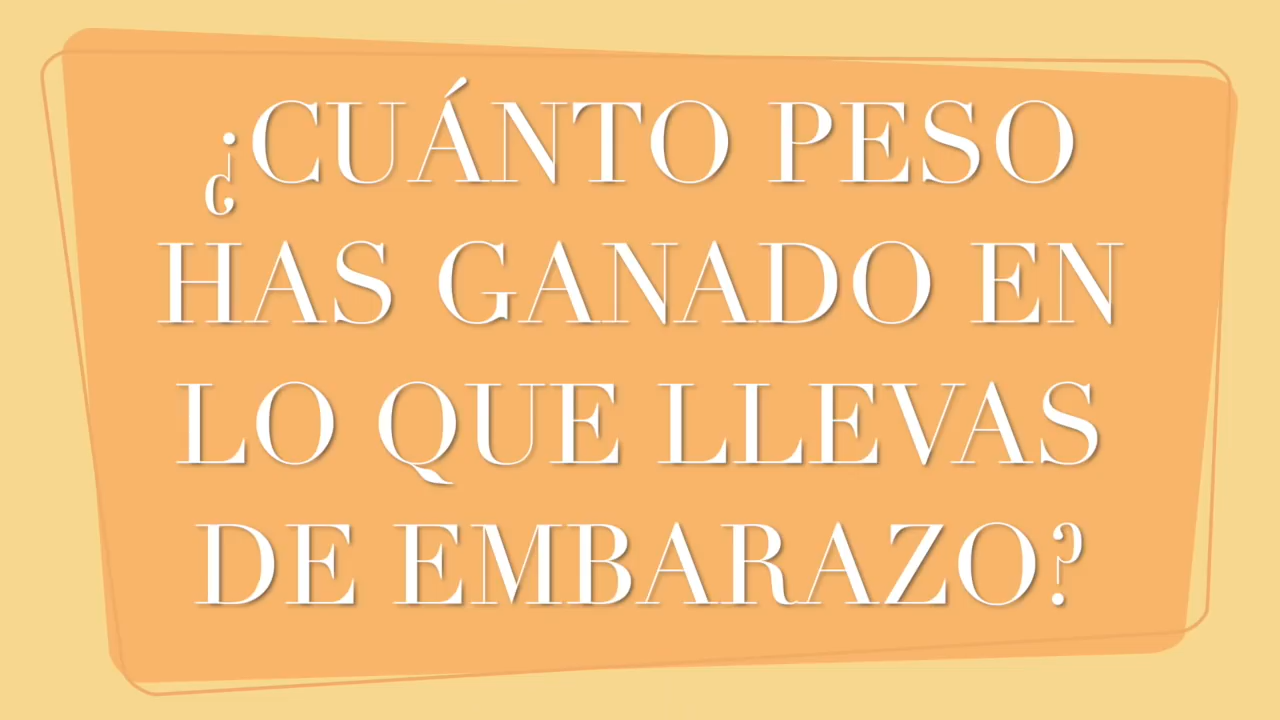 ¿CUÁNTO PESO
HAS GANADO EN
LO QUE LLEVAS
DE EMBARAZO?